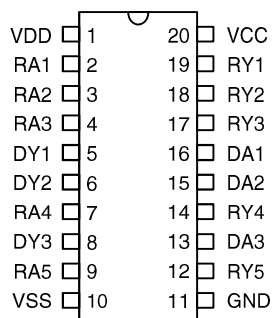 VDD 1 20 VCC
RA1 2 19 RY1
RA2 3 18 RY2
RA3 4 17 RY3
DY1 5 16 DA1
DY2 6 15 DA2
RA4 7 14 RY4
DY3 8 13 DA3
RA5 9 12 RY5
VSS 10 11 GND